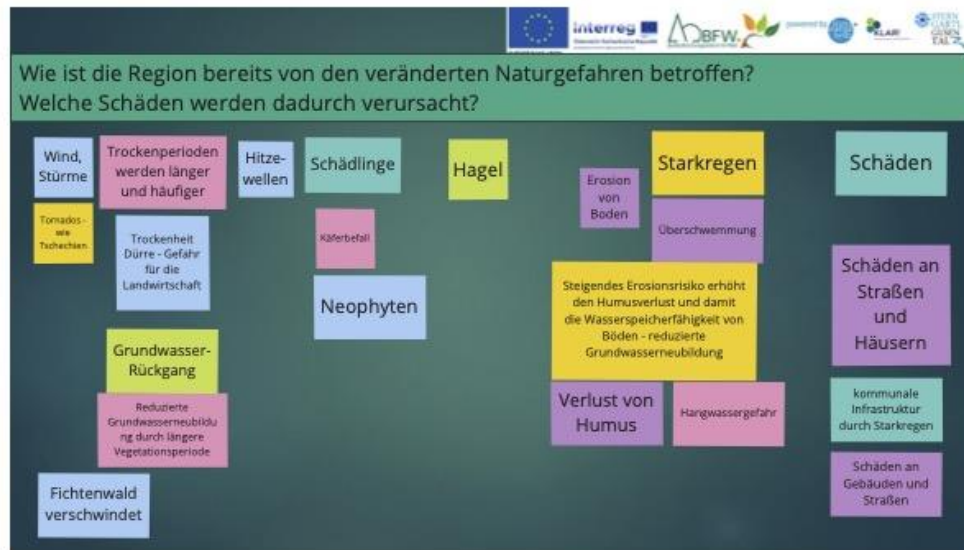 interreg
BFW
powered by
KLAR!
STERN
GARTL
GUSEN
TAL
Wie ist die Region bereits von den veränderten Naturgefahren betroffen?
Welche Schäden werden dadurch verursacht?
Wind,
Stürme
Tornados -
wie
Tschechien
Trockenperioden
werden länger
und häufiger
Trockenheit
Dürre - Gefahr
für die
Landwirtschaft
Grundwasser-
Rückgang
Reduzierte
Grundwasserneubildu
ng durch längere
Vegetationsperiode
Fichtenwald
verschwindet
Hitze-
wellen
Schädlinge
Käferbefall
Neophyten
Hagel
Erosion
von
Boden
Starkregen
Überschwemmung
Steigendes Erosionsrisiko erhöht
den Humusverlust und damit
die Wasserspeicherfähigkeit von
Böden - reduzierte
Grundwasserneubildung
Verlust von
Humus
Hangwassergefahr
Schäden
Schäden an
Straßen
und
Häusern
kommunale
Infrastruktur
durch Starkregen
Schäden an
Gebäuden und
Straßen